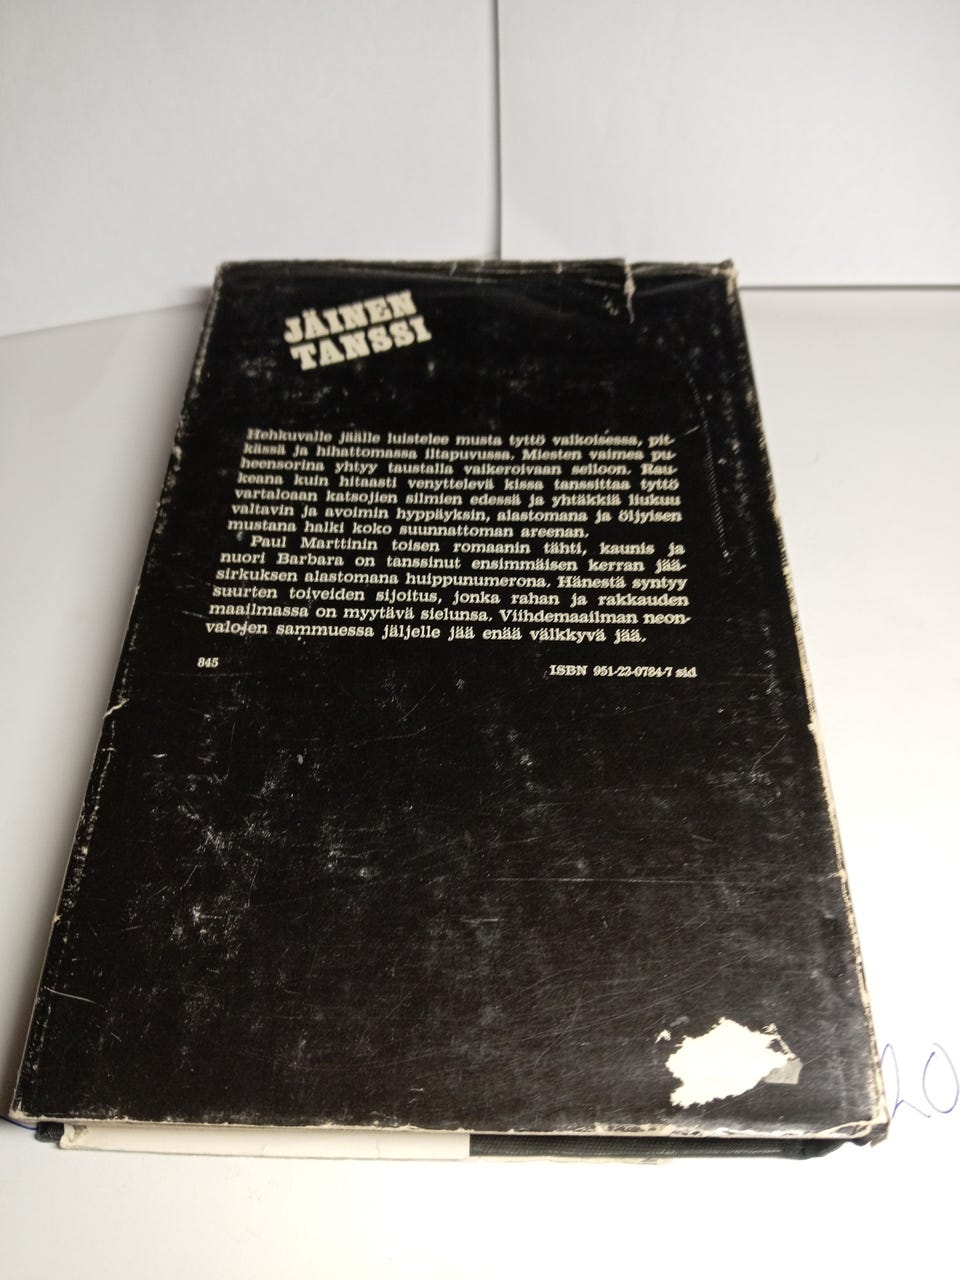 JÄINEN
TANSSI
Hehkuvalle jäälle luistelee musta tyttö valkoisessa, pit-
kässä ja hihattomassa iltapuvussa. Miesten vaimea pu-
heensorina yhtyy taustalla vaikeroivaan selloon. Rau-
keana kuin hitaasti venyttelevä kissa tanssittaa tyttö
vartaloaan katsojien silmien edessä ja yhtäkkiä liukuu
valtavin ja avoimin hyppäyksin, alastomana ja öljyisen
mustana halki koko suunnattoman areenan.
Paul Marttinin toisen romaanin tähti, kaunis ja
nuori Barbara on tanssinut ensimmäisen kerran jää-
sirkuksen alastomana huippunumerona. Hänestä syntyy
suurten toiveiden sijoitus, jonka rahan ja rakkauden
maailmassa on myytävä sielunsa. Viihdemaailman neon-
valojen sammuessa jäljelle jää enää välkkyvä jää.
845 ISBN 951-23-0784-7 sid
20